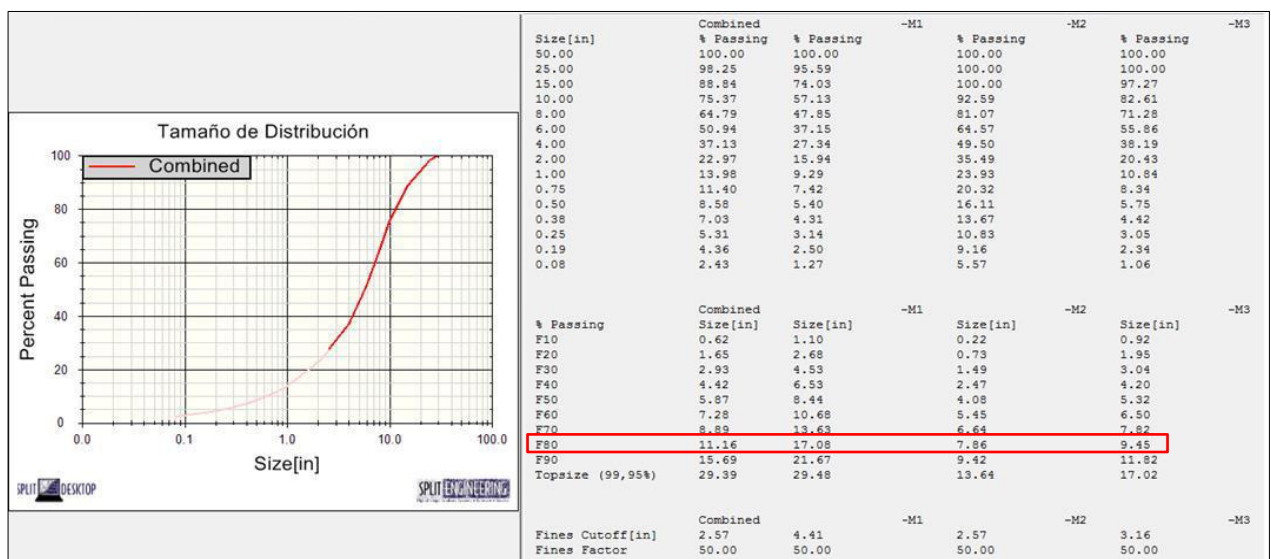 Tamaño de Distribución
Combined
Percent Passing
100
80
60
40
20
0
0.0 0.1 1.0 10.0 100.0
Size[in]
SPLIT DESKTOP
SPLIT ENGINEERING
Combined -M1 -M2 -M3
Size[in] % Passing % Passing % Passing % Passing
50.00 100.00 100.00 100.00 100.00
25.00 98.25 95.59 100.00 100.00
15.00 88.84 74.03 100.00 97.27
10.00 75.37 57.13 92.59 82.61
8.00 64.79 47.85 81.07 71.28
6.00 50.94 37.15 64.57 55.86
4.00 37.13 27.34 49.50 38.19
2.00 22.97 15.94 35.49 20.43
1.00 13.98 9.29 23.93 10.84
0.75 11.40 7.42 20.32 8.34
0.50 8.58 5.40 16.11 5.75
0.38 7.03 4.31 13.67 4.42
0.25 5.31 3.14 10.83 3.05
0.19 4.36 2.50 9.16 2.34
0.08 2.43 1.27 5.57 1.06
Combined -M1 -M2 -M3
% Passing Size[in] Size[in] Size[in] Size[in]
F10 0.62 1.10 0.22 0.92
F20 1.65 2.68 0.73 1.95
F30 2.93 4.53 1.49 3.04
F40 4.42 6.53 2.47 4.20
F50 5.87 8.44 4.08 5.32
F60 7.28 10.68 5.45 6.50
F70 8.89 13.63 6.64 7.82
F80 11.16 17.08 7.86 9.45
F90 15.69 21.67 9.42 11.82
Topsize (99,95%) 29.39 29.48 13.64 17.02
Combined -M1 -M2 -M3
Fines Cutoff[in] 2.57 4.41 2.57 3.16
Fines Factor 50.00 50.00 50.00 50.00